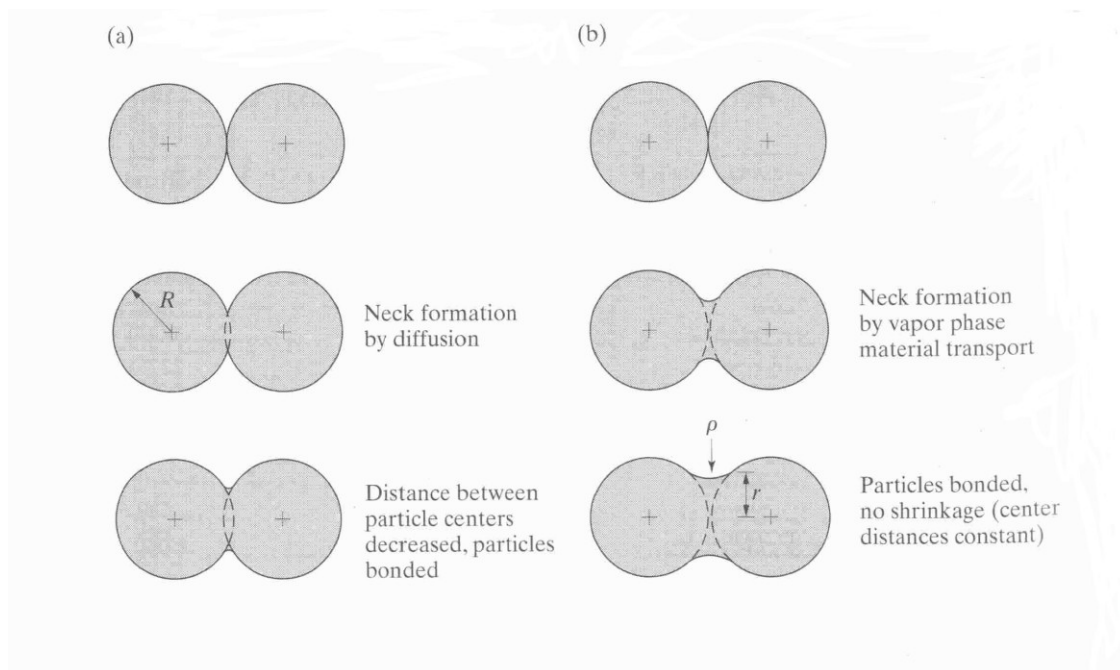 (a)
(b)
R
Neck formation
by diffusion
Neck formation
by vapor phase
material transport
ρ
r
Distance between
particle centers
decreased, particles
bonded
Particles bonded,
no shrinkage (center
distances constant)